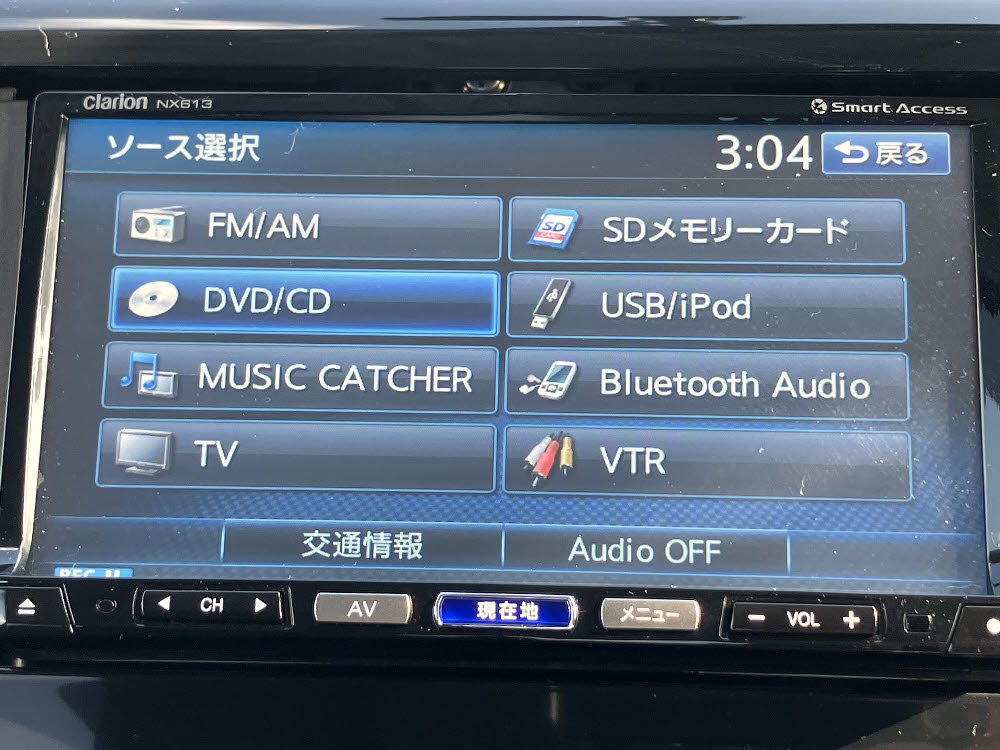 clarion NX613
Smart Access
ソース選択
3:04
戻る
FM/AM
SD
CARD
SDメモリーカード
DVD/CD
USB/iPod
MUSIC CATCHER
Bluetooth Audio
TV
VTR
交通情報
Audio OFF
CH
AV
現在地
メニュー
VOL